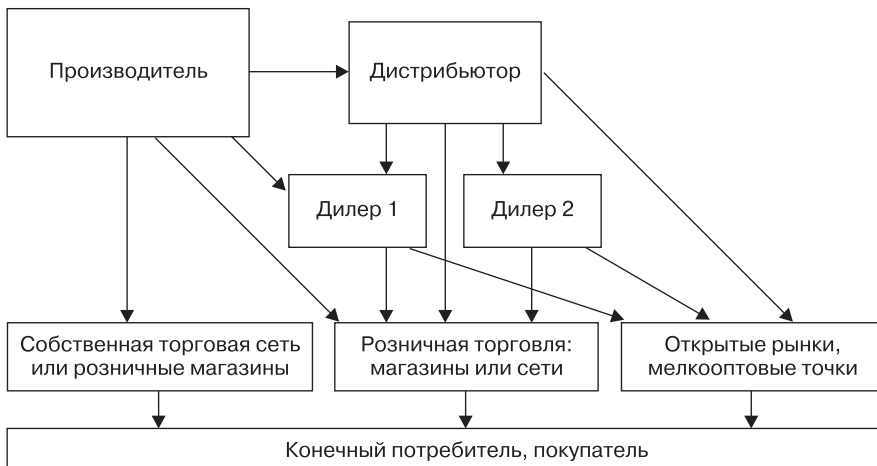 Производитель
Дистрибьютор
Дилер 1
Дилер 2
Собственная торговая сеть
или розничные магазины
Розничная торговля:
магазины или сети
Открытые рынки,
мелкооптовые точки
Конечный потребитель, покупатель